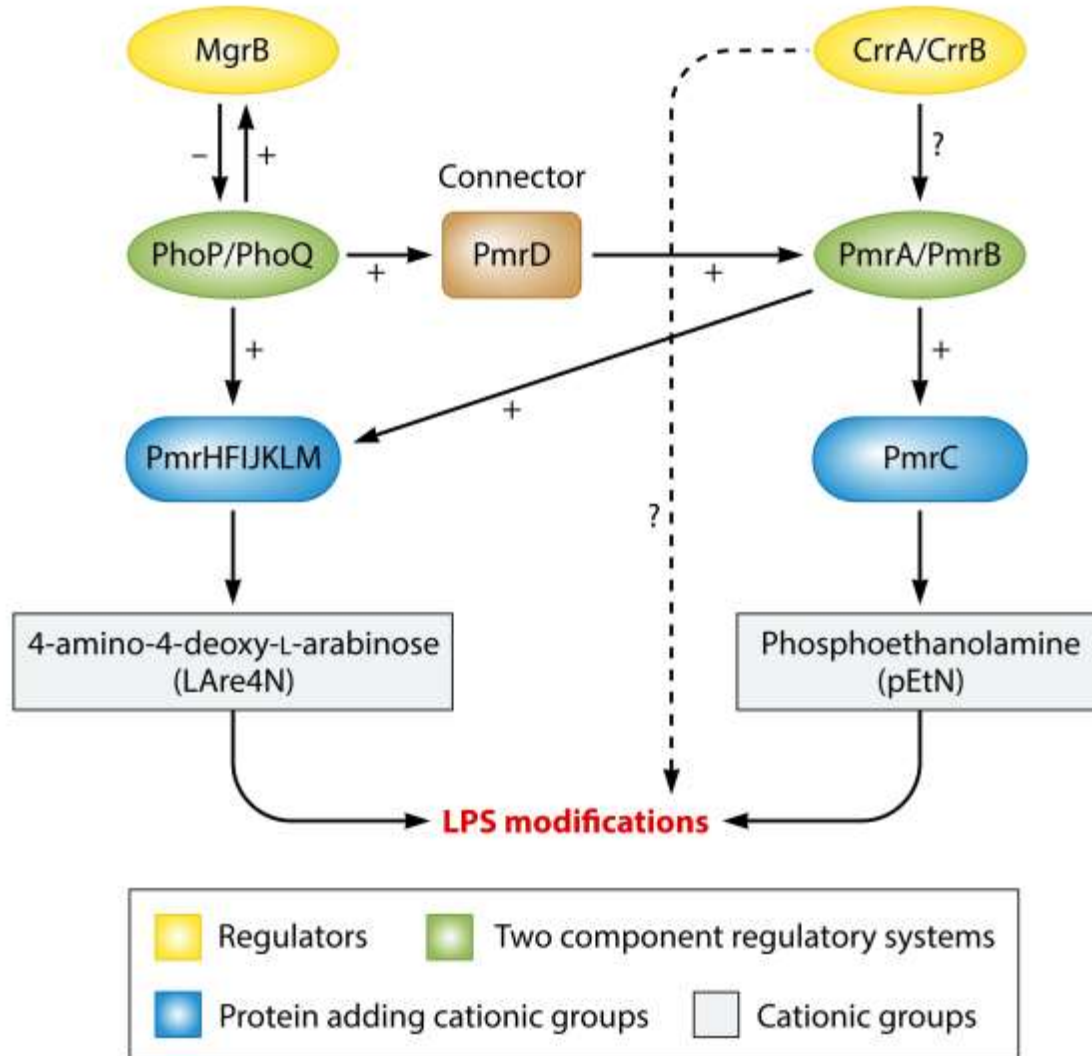 MgrB
CrrA/CrrB
– +
?
Connector
PhoP/PhoQ
PmrD
PmrA/PmrB
+
+
+
+
+
PmrHFIJKLM
PmrC
?
4-amino-4-deoxy-L-arabinose
(LAre4N)
Phosphoethanolamine
(pEtN)
LPS modifications
Regulators
Two component regulatory systems
Protein adding cationic groups
Cationic groups